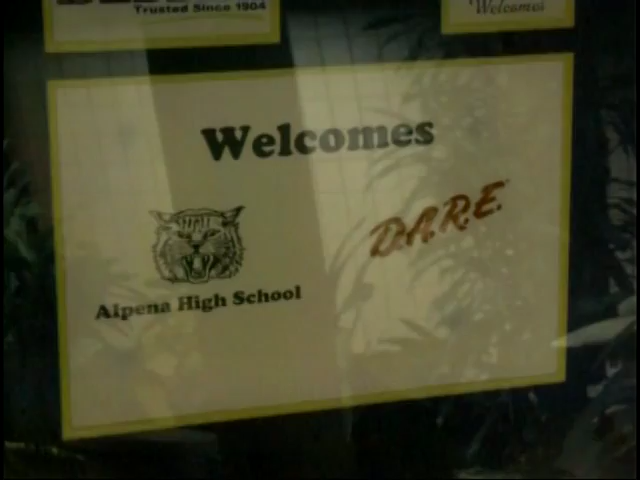 Trusted Since 1904
Welcomes
Welcomes
D.A.R.E.
Alpena High School